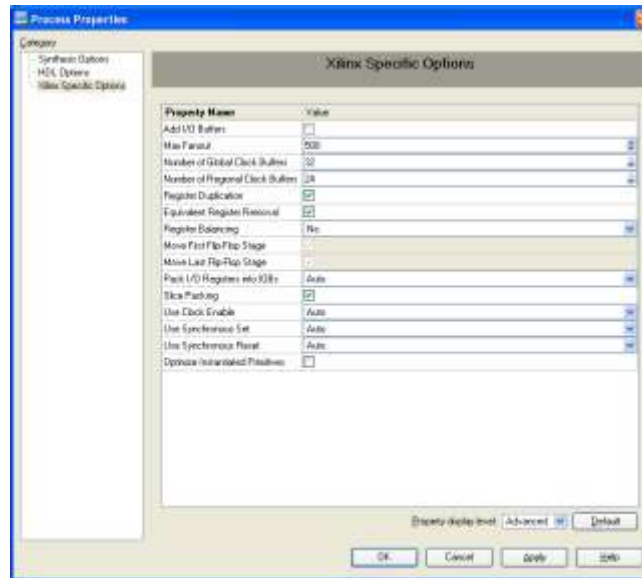 Process Properties
Category
Synthesis Options
HDL Options
Xilinx Specific Options
Xilinx Specific Options
Property Name Value
Add I/O Buffers
Max Fanout 500
Number of Global Clock Buffers 32
Number of Regional Clock Buffers 24
Register Duplication
Equivalent Register Removal
Register Balancing No
Move First Flip-Flop Stage
Move Last Flip-Flop Stage
Pack I/O Registers into IOBs Auto
Slice Packing
Use Clock Enable Auto
Use Synchronous Set Auto
Use Synchronous Reset Auto
Optimize Instantiated Primitives
Property display level: Advanced Default
OK Cancel Apply Help